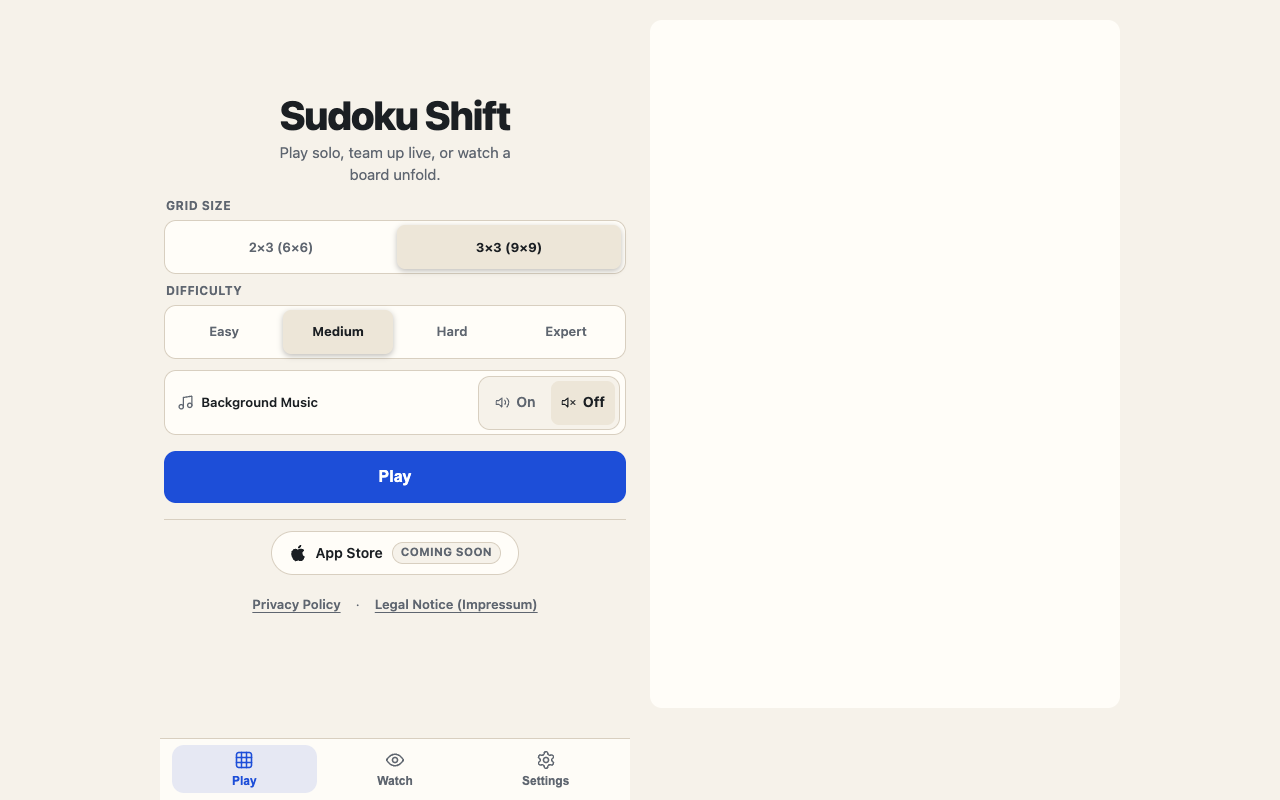 Sudoku Shift
Play solo, team up live, or watch a
board unfold.
GRID SIZE
2×3 (6×6)
3×3 (9×9)
DIFFICULTY
Easy
Medium
Hard
Expert
Background Music
On
Off
Play
App Store
COMING SOON
Privacy Policy · Legal Notice (Impressum)
Play
Watch
Settings